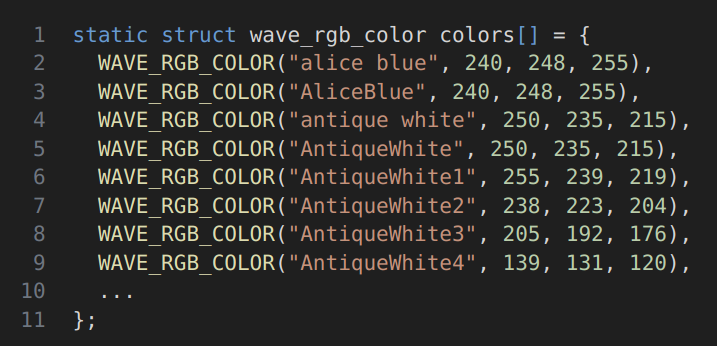 1 static struct wave_rgb_color colors[] = {
2 WAVE_RGB_COLOR("alice blue", 240, 248, 255),
3 WAVE_RGB_COLOR("AliceBlue", 240, 248, 255),
4 WAVE_RGB_COLOR("antique white", 250, 235, 215),
5 WAVE_RGB_COLOR("AntiqueWhite", 250, 235, 215),
6 WAVE_RGB_COLOR("AntiqueWhite1", 255, 239, 219),
7 WAVE_RGB_COLOR("AntiqueWhite2", 238, 223, 204),
8 WAVE_RGB_COLOR("AntiqueWhite3", 205, 192, 176),
9 WAVE_RGB_COLOR("AntiqueWhite4", 139, 131, 120),
10 ...
11 };